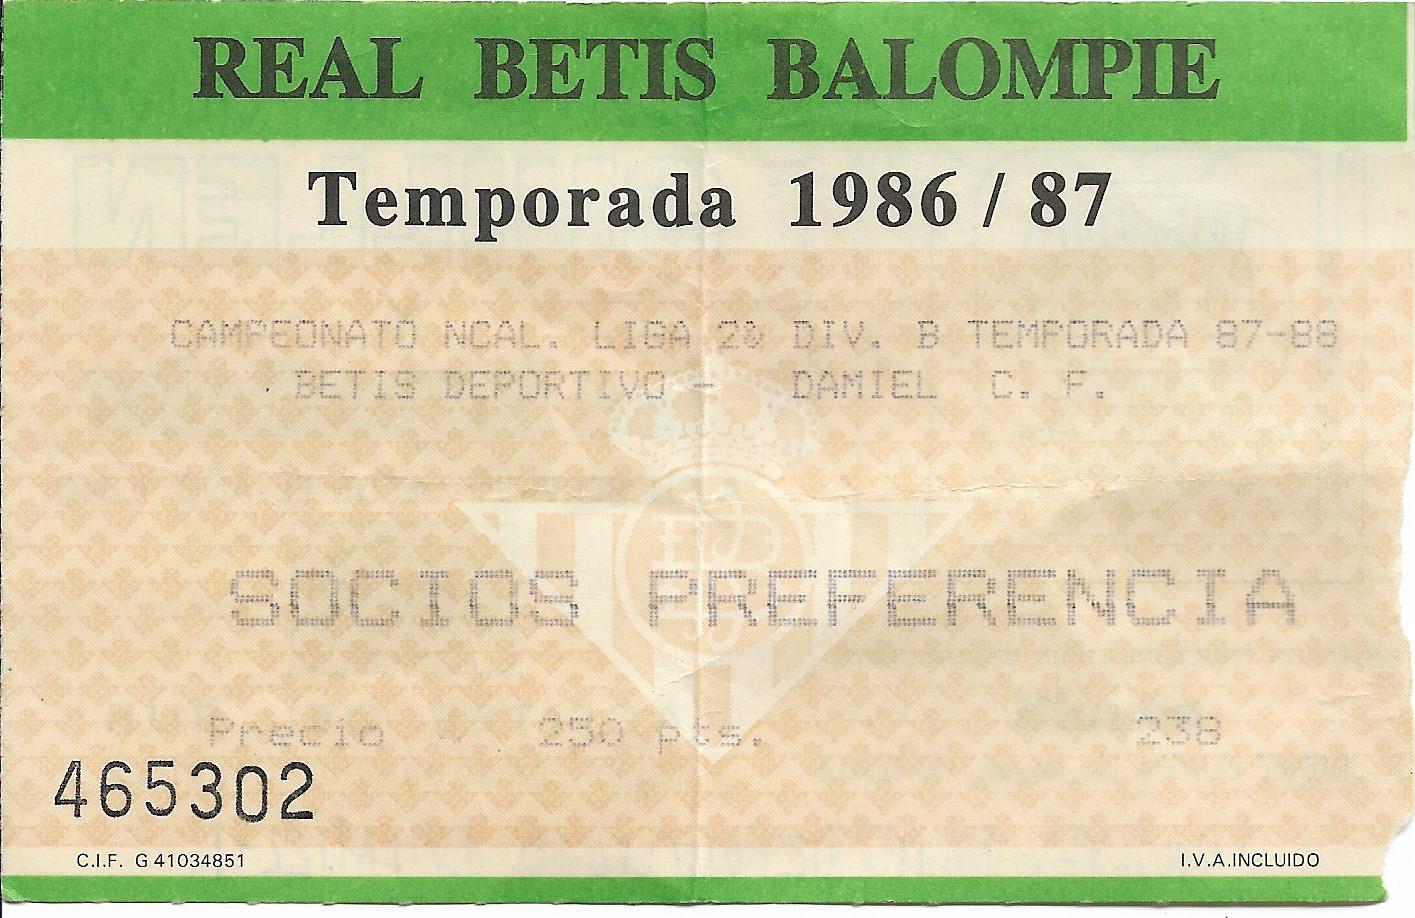 REAL BETIS BALOMPIE
Temporada 1986 / 87
CAMPEONATO NCAL. LIGA 2ª DIV. B TEMPORADA 87-88
BETIS DEPORTIVO - DAMIEL C. F.
SOCIOS PREFERENCIA
Precio 250 pts. 238
465302
C.I.F. G 41034851 I.V.A.INCLUIDO